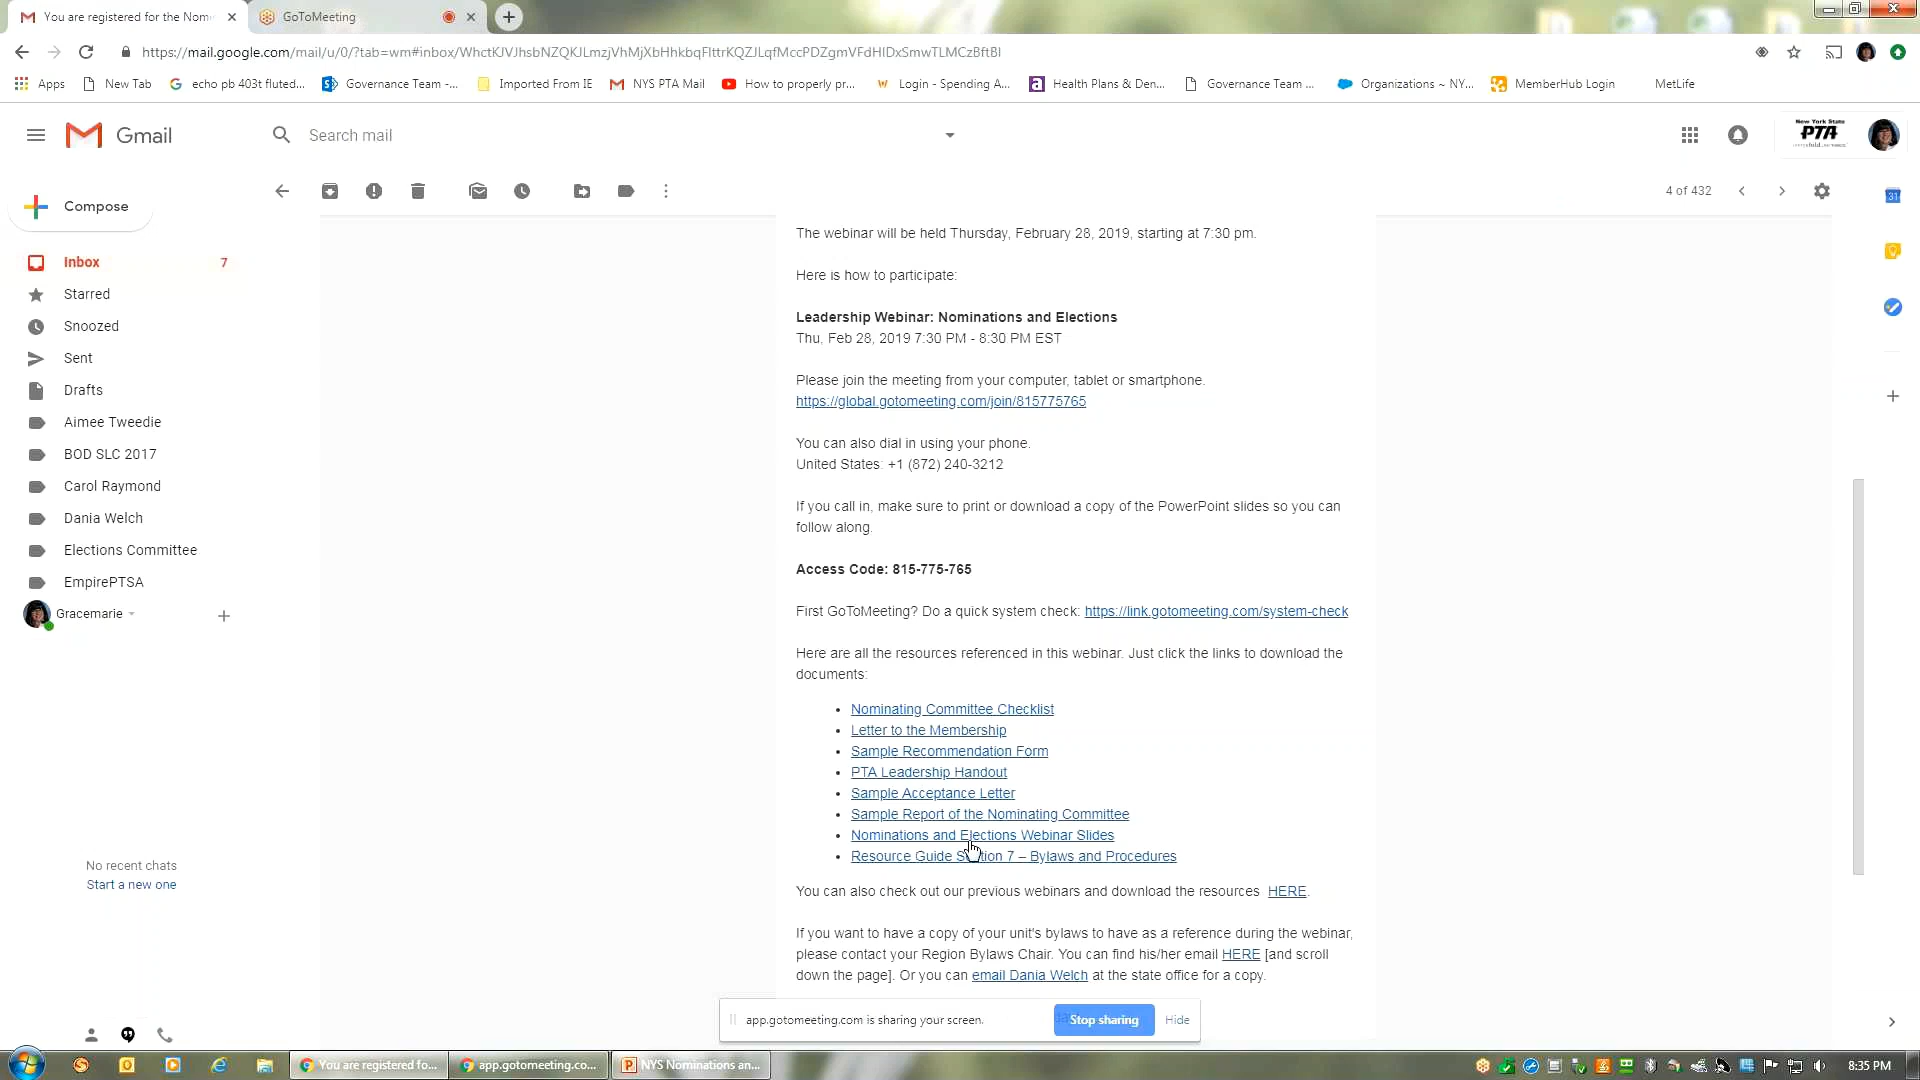 You are registered for the Nom
GoToMeeting
https://mail.google.com/mail/u/0/?tab=wm#inbox/WhctKJVJhsbNZQKJLmzjVhMjXbHhkbqFlttrKQZJLqfMccPDZgmVFdHlDxSmwTLMCzBftBl
Apps
New Tab
echo pb 403t fluted...
Governance Team -...
Imported From IE
NYS PTA Mail
How to properly pr...
Login - Spending A...
Health Plans & Den...
Governance Team ...
Organizations ~ NY...
MemberHub Login
MetLife
Gmail
Search mail
New York State
PTA
Compose
4 of 432
31
Inbox
7
Starred
Snoozed
Sent
Drafts
Aimee Tweedie
BOD SLC 2017
Carol Raymond
Dania Welch
Elections Committee
EmpirePTSA
Gracemarie
No recent chats
Start a new one
The webinar will be held Thursday, February 28, 2019, starting at 7:30 pm.
Here is how to participate:
Leadership Webinar: Nominations and Elections
Thu, Feb 28, 2019 7:30 PM - 8:30 PM EST
Please join the meeting from your computer, tablet or smartphone.
https://global.gotomeeting.com/join/815775765
You can also dial in using your phone.
United States: +1 (872) 240-3212
If you call in, make sure to print or download a copy of the PowerPoint slides so you can
follow along.
Access Code: 815-775-765
First GoToMeeting? Do a quick system check: https://link.gotomeeting.com/system-check
Here are all the resources referenced in this webinar. Just click the links to download the
documents:
• Nominating Committee Checklist
• Letter to the Membership
• Sample Recommendation Form
• PTA Leadership Handout
• Sample Acceptance Letter
• Sample Report of the Nominating Committee
• Nominations and Elections Webinar Slides
• Resource Guide Section 7 – Bylaws and Procedures
You can also check out our previous webinars and download the resources HERE.
If you want to have a copy of your unit's bylaws to have as a reference during the webinar,
please contact your Region Bylaws Chair. You can find his/her email HERE [and scroll
down the page]. Or you can email Dania Welch at the state office for a copy.
app.gotomeeting.com is sharing your screen.
Stop sharing
Hide
You are registered fo...
app.gotomeeting.co...
NYS Nominations an...
8:35 PM